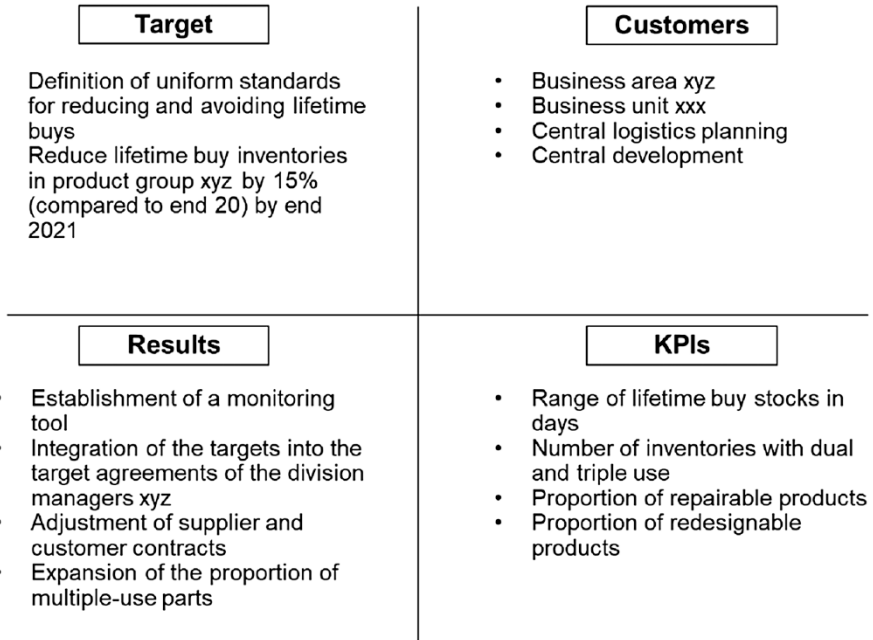 Target
Definition of uniform standards
for reducing and avoiding lifetime
buys
Reduce lifetime buy inventories
in product group xyz by 15%
(compared to end 20) by end
2021
Customers
• Business area xyz
• Business unit xxx
• Central logistics planning
• Central development
Results
• Establishment of a monitoring
tool
• Integration of the targets into the
target agreements of the division
managers xyz
• Adjustment of supplier and
customer contracts
• Expansion of the proportion of
multiple-use parts
KPIs
• Range of lifetime buy stocks in
days
• Number of inventories with dual
and triple use
• Proportion of repairable products
• Proportion of redesignable
products